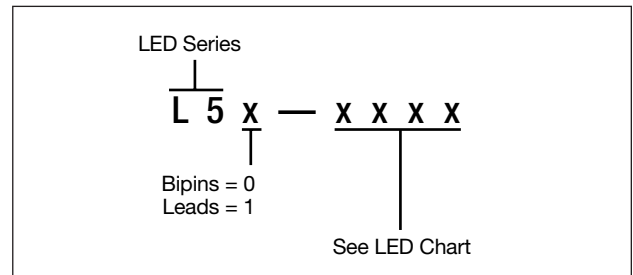 LED Series
L 5 x — x x x x
Bipins = 0
Leads = 1
See LED Chart